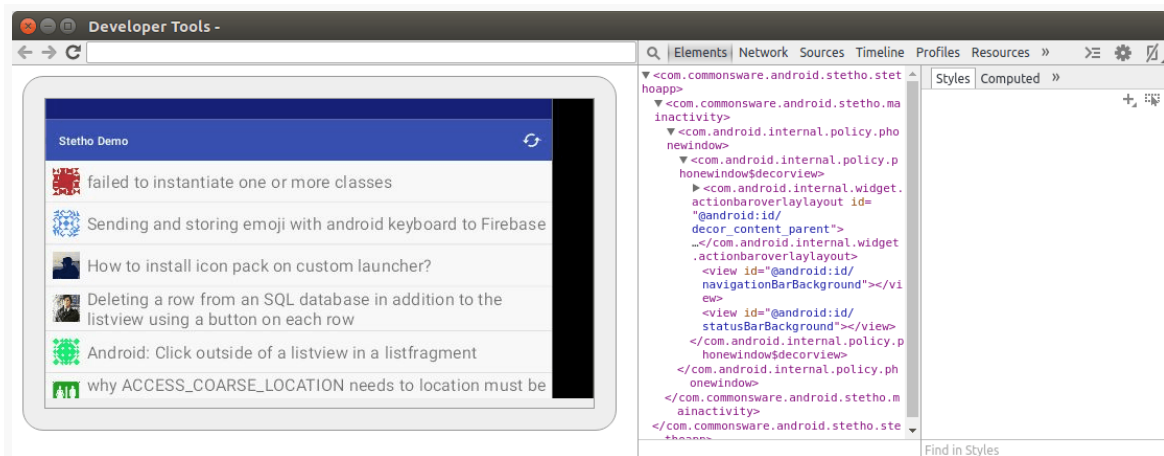 Developer Tools -
Elements Network Sources Timeline Profiles Resources »
Stetho Demo
failed to instantiate one or more classes
Sending and storing emoji with android keyboard to Firebase
How to install icon pack on custom launcher?
Deleting a row from an SQL database in addition to the
listview using a button on each row
Android: Click outside of a listview in a listfragment
why ACCESS_COARSE_LOCATION needs to location must be
▼<com.commonsware.android.stetho.stet
hoapp>
▼<com.commonsware.android.stetho.ma
inactivity>
▼<com.android.internal.policy.pho
newindow>
▼<com.android.internal.policy.p
honewindow$decorview>
▶<com.android.internal.widget.
actionbaroverlaylayout id=
"@android:id/
decor_content_parent">
…</com.android.internal.widget
.actionbaroverlaylayout>
<view id="@android:id/
navigationBarBackground"></vi
ew>
<view id="@android:id/
statusBarBackground"></view>
</com.android.internal.policy.p
honewindow$decorview>
</com.android.internal.policy.ph
onewindow>
</com.commonsware.android.stetho.m
ainactivity>
</com.commonsware.android.stetho.ste
thoapp>
Styles Computed »
Find in Styles